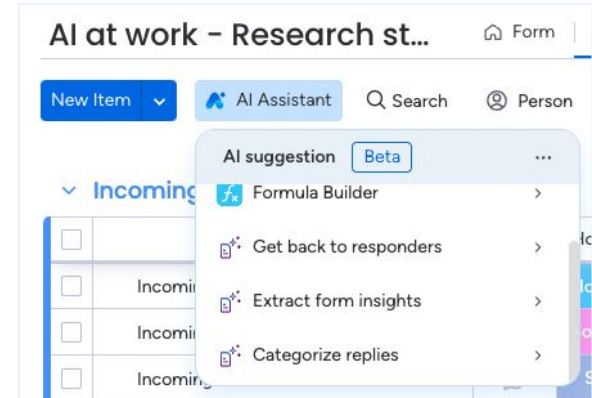 AI at work - Research st...
Form
New Item
AI Assistant
Search
Person
AI suggestion
Beta
...
Incoming
Formula Builder
Get back to responders
Extract form insights
Categorize replies
Incomi
Incomi
Incoming